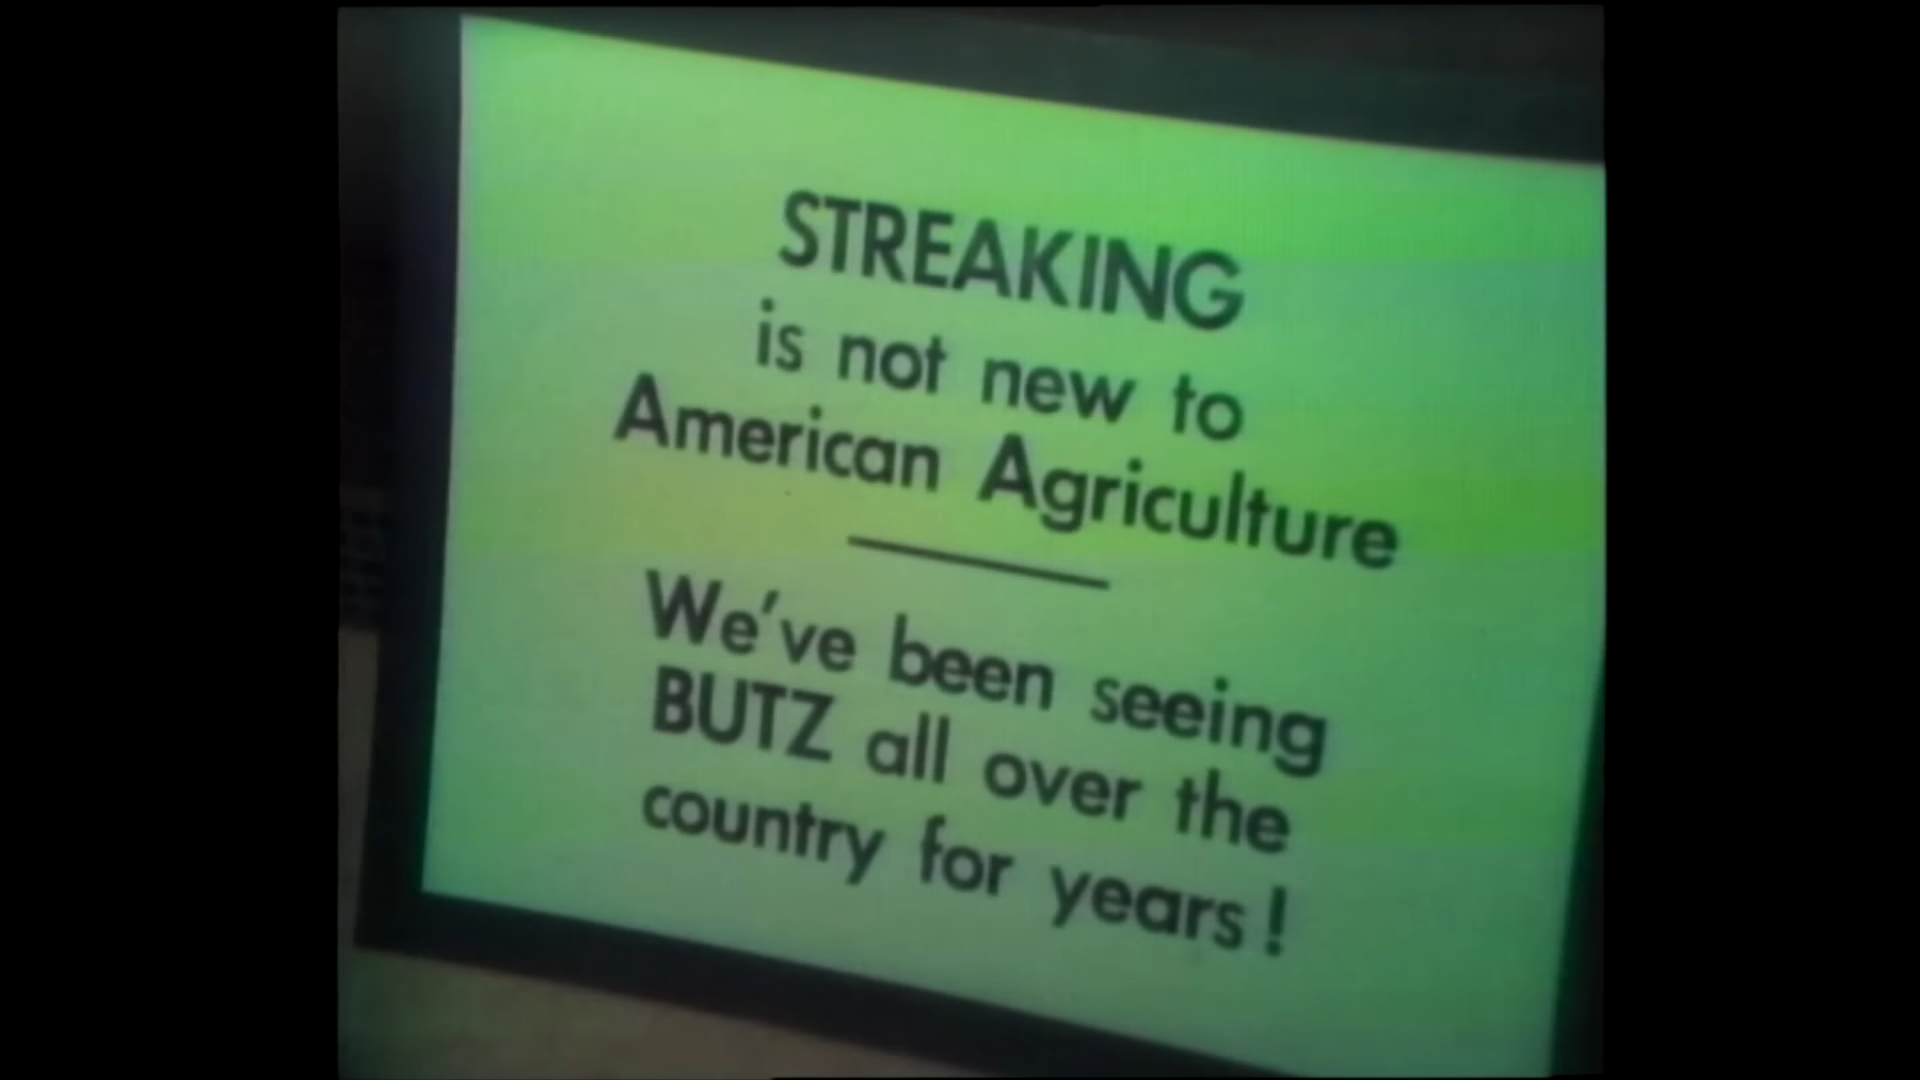 STREAKING
is not new to
American Agriculture
We've been seeing
BUTZ all over the
country for years!